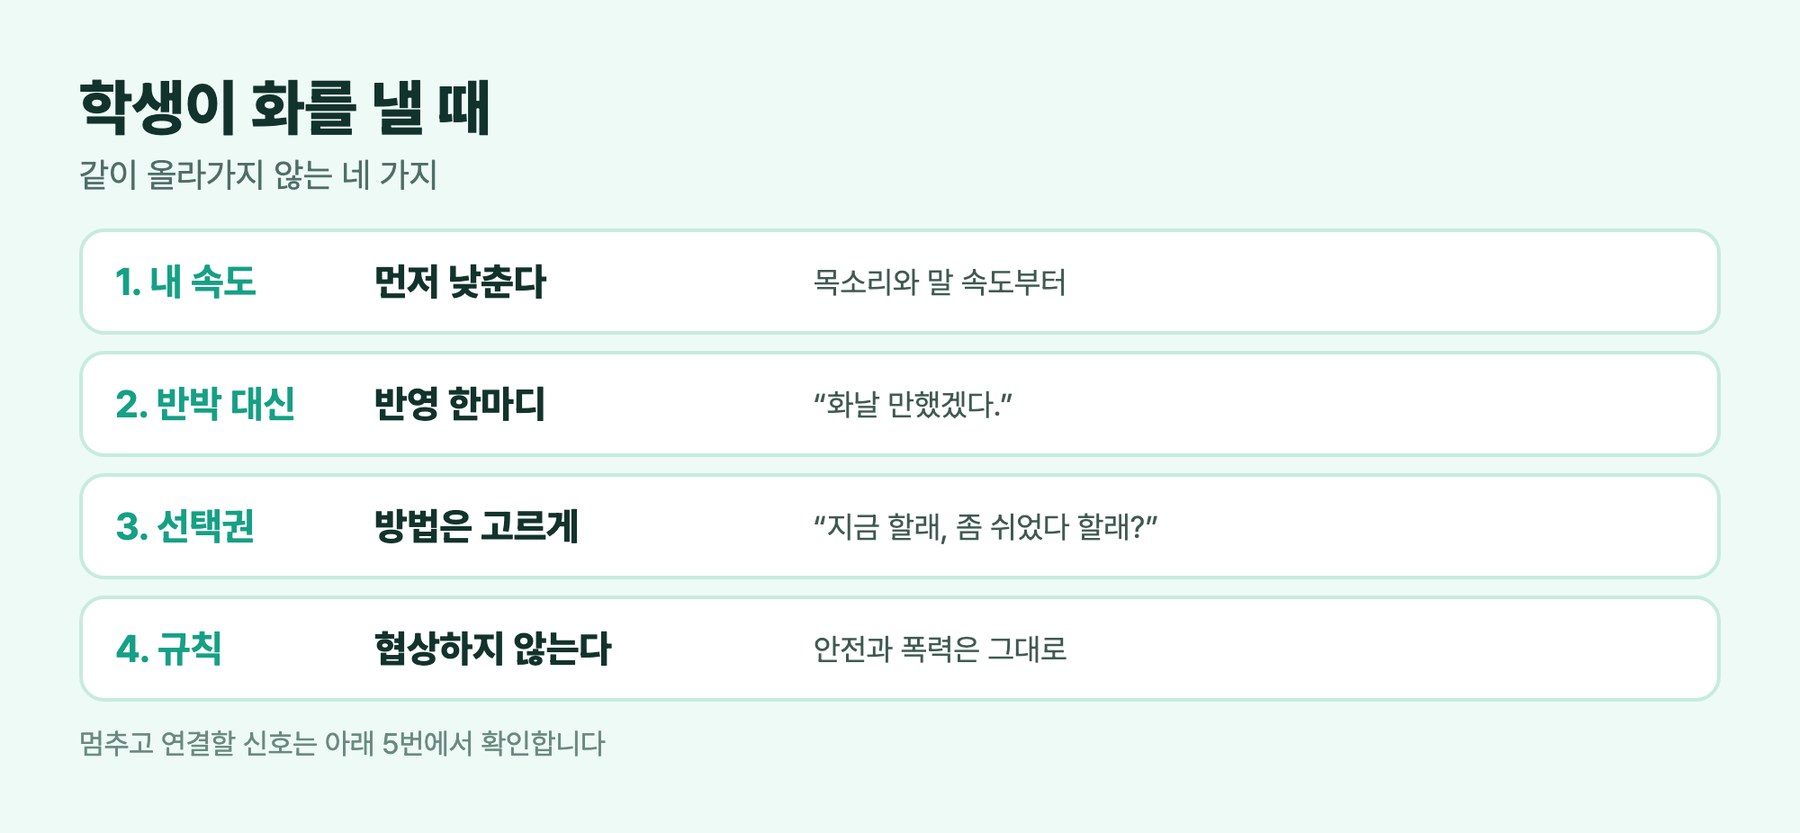 학생이 화를 낼 때
같이 올라가지 않는 네 가지
1. 내 속도 먼저 낮춘다 목소리와 말 속도부터
2. 반박 대신 반영 한마디 “화날 만했겠다.”
3. 선택권 방법은 고르게 “지금 할래, 좀 쉬었다 할래?”
4. 규칙 협상하지 않는다 안전과 폭력은 그대로
멈추고 연결할 신호는 아래 5번에서 확인합니다